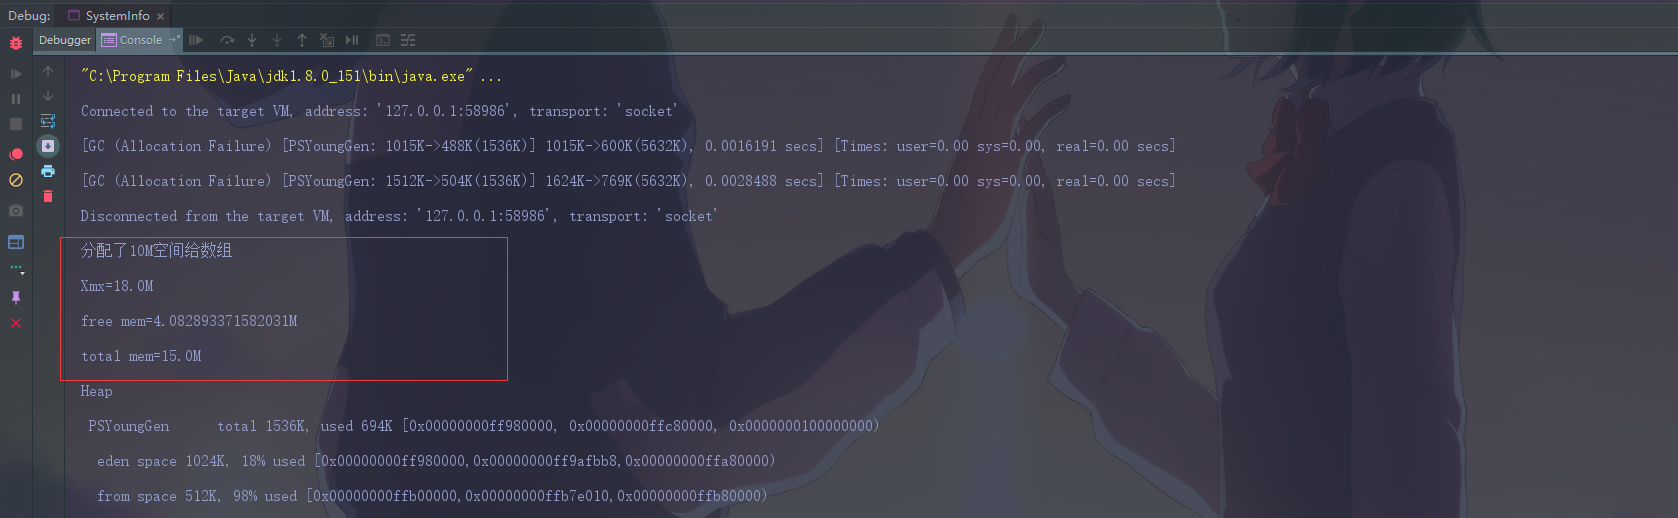 Debug: SystemInfo
Debugger Console
"C:\Program Files\Java\jdk1.8.0_151\bin\java.exe" ...
Connected to the target VM, address: '127.0.0.1:58986', transport: 'socket'
[GC (Allocation Failure) [PSYoungGen: 1015K->488K(1536K)] 1015K->600K(5632K), 0.0016191 secs] [Times: user=0.00 sys=0.00, real=0.00 secs]
[GC (Allocation Failure) [PSYoungGen: 1512K->504K(1536K)] 1624K->769K(5632K), 0.0028488 secs] [Times: user=0.00 sys=0.00, real=0.00 secs]
Disconnected from the target VM, address: '127.0.0.1:58986', transport: 'socket'
分配了10M空间给数组
Xmx=18.0M
free mem=4.082893371582031M
total mem=15.0M
Heap
PSYoungGen total 1536K, used 694K [0x00000000ff980000, 0x00000000ffc80000, 0x0000000100000000)
eden space 1024K, 18% used [0x00000000ff980000,0x00000000ff9afbb8,0x00000000ffa80000)
from space 512K, 98% used [0x00000000ffb00000,0x00000000ffb7e010,0x00000000ffb80000)